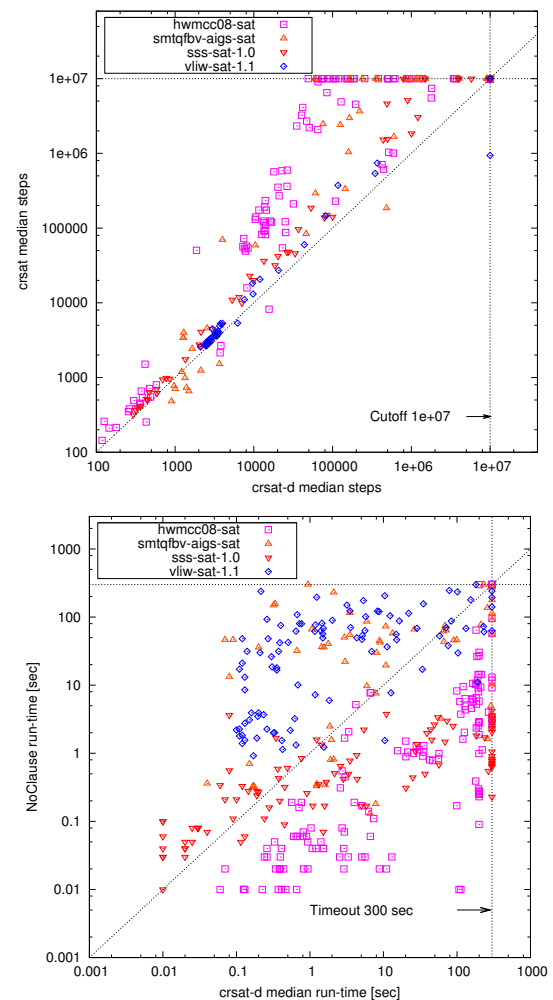 hwmcc08-sat
smtqfbv-aigs-sat
sss-sat-1.0
vliw-sat-1.1
1e+07
1e+06
100000
10000
1000
100
crsat median steps
Cutoff 1e+07
100 1000 10000 100000 1e+06 1e+07
crsat-d median steps
hwmcc08-sat
smtqfbv-aigs-sat
sss-sat-1.0
vliw-sat-1.1
1000
100
10
1
0.1
0.01
0.001
NoClause run-time [sec]
Timeout 300 sec
0.001 0.01 0.1 1 10 100 1000
crsat-d median run-time [sec]